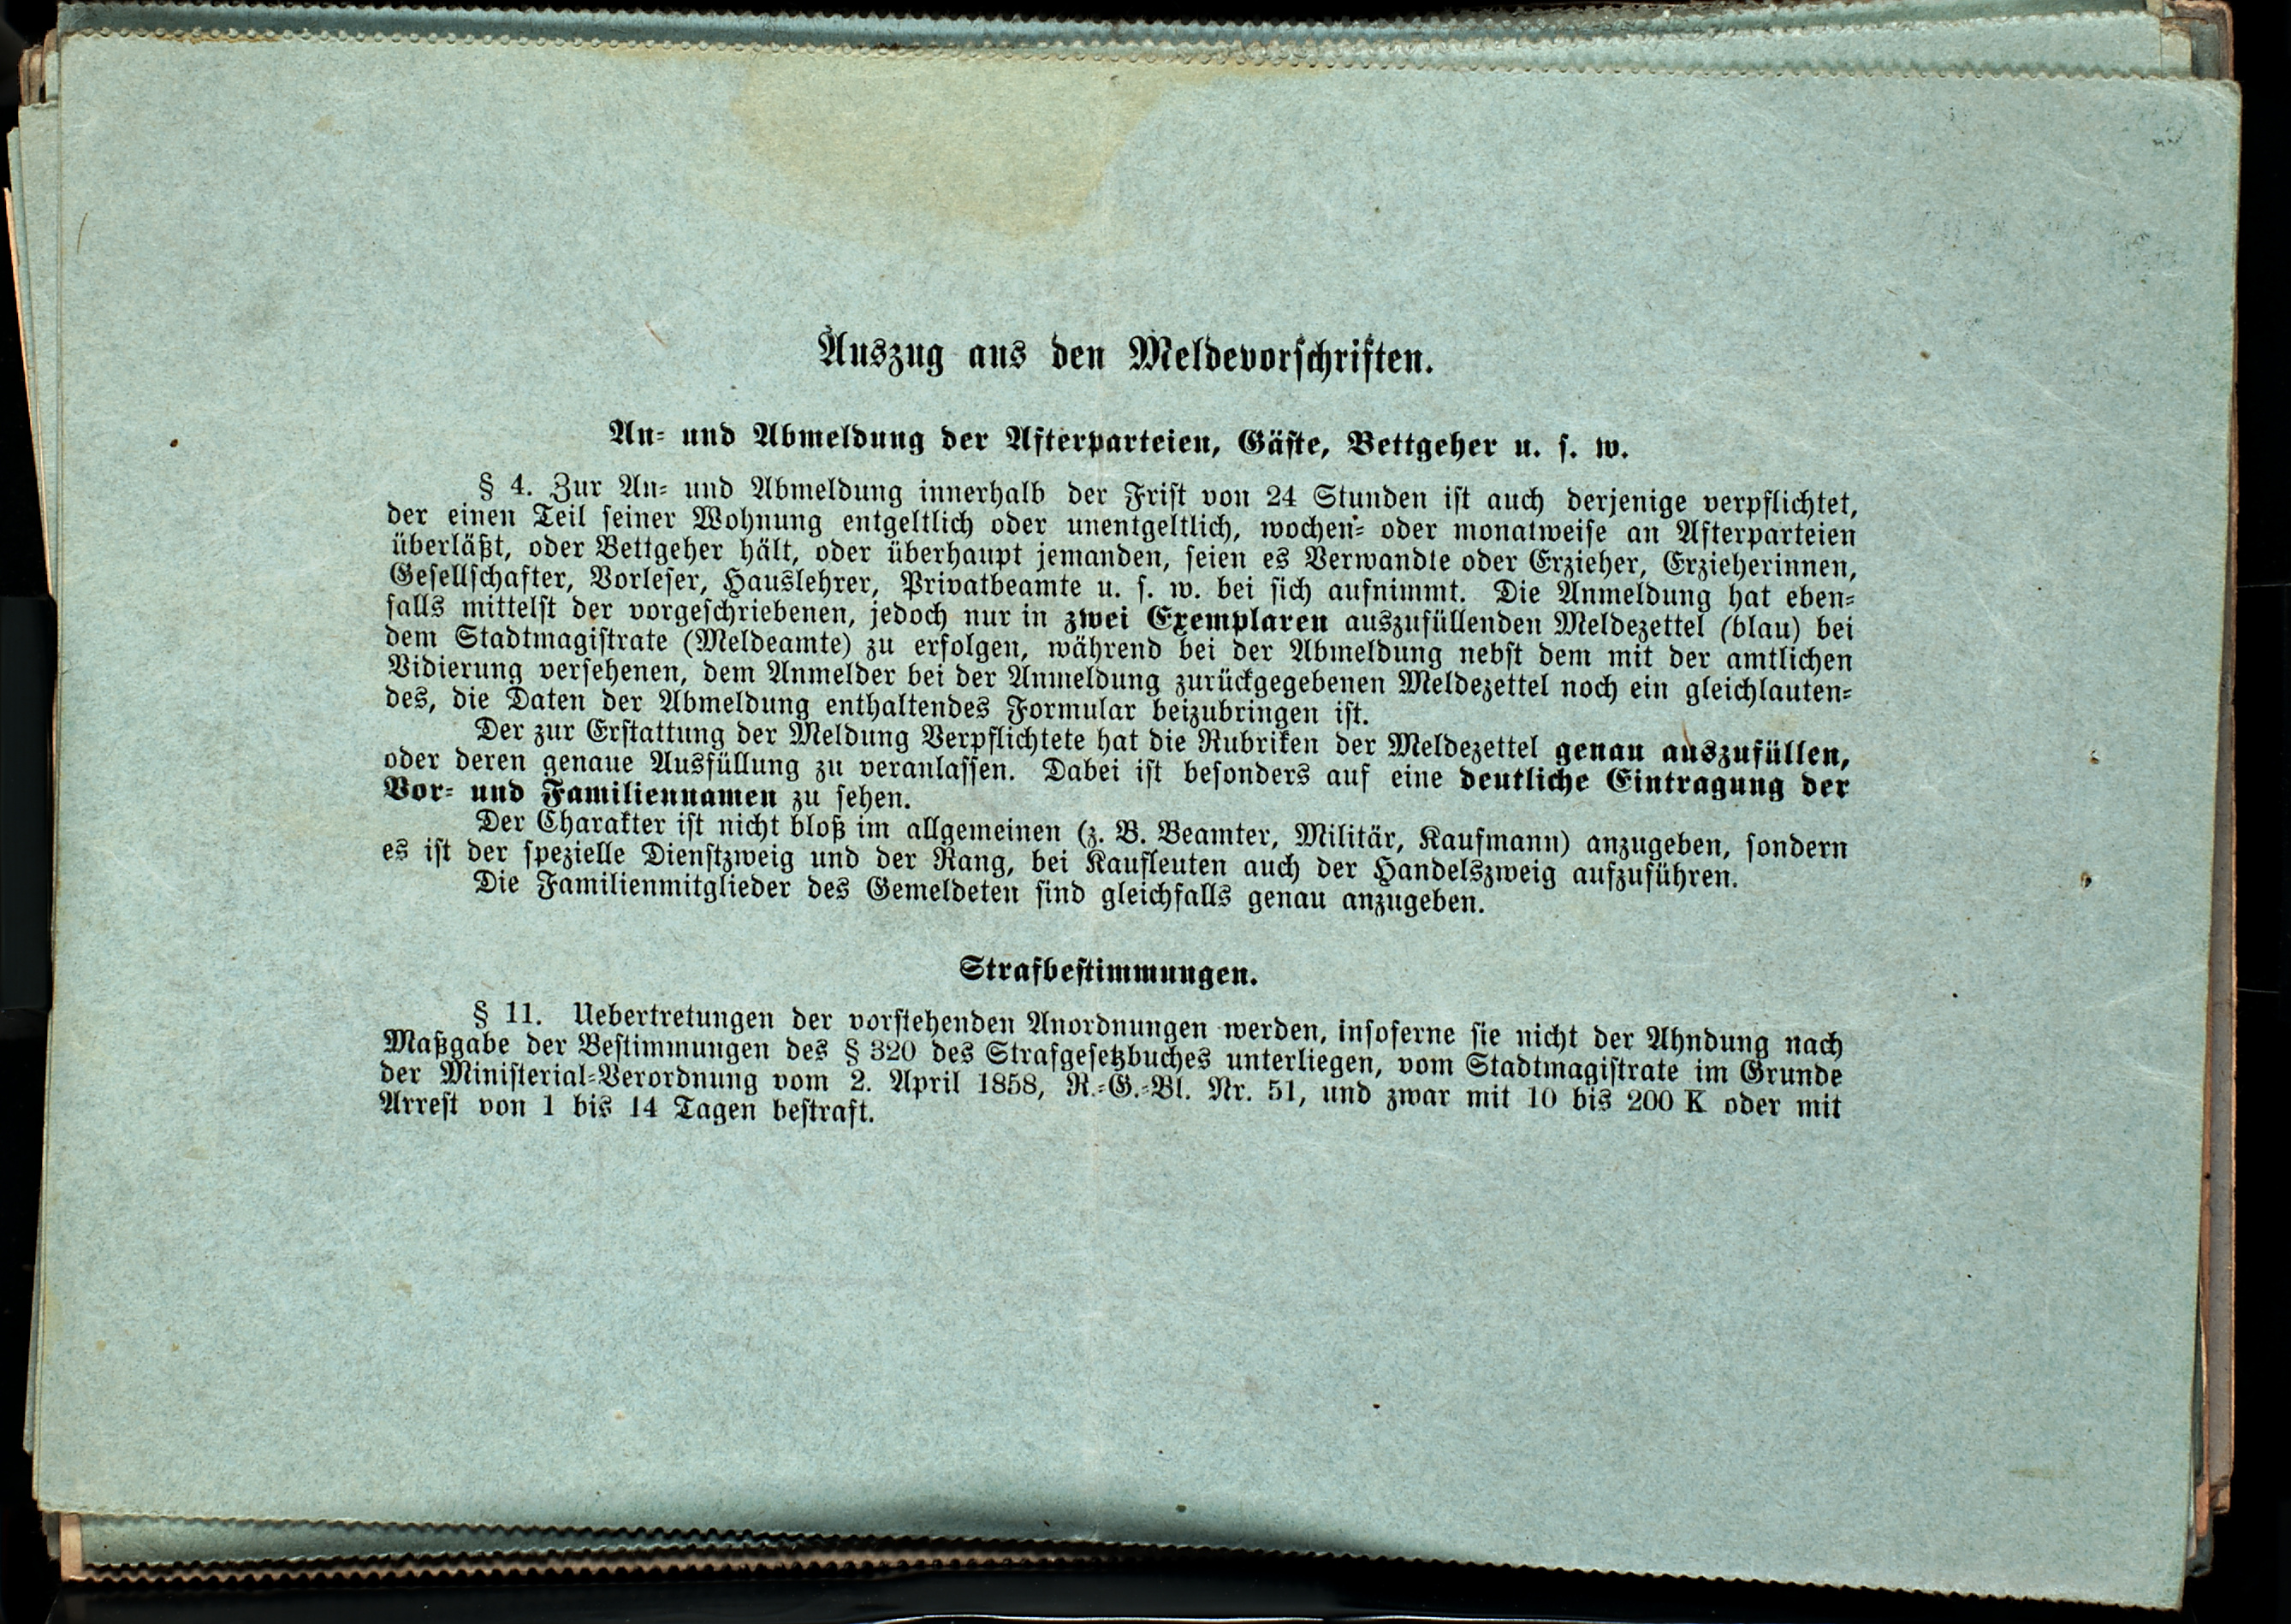 Auszug aus den Meldevorschriften.
An- und Abmeldung der Afterparteien, Gäste, Bettgeher u. s. w.
§ 4. Zur An- und Abmeldung innerhalb der Frist von 24 Stunden ist auch derjenige verpflichtet,
der einen Teil seiner Wohnung entgeltlich oder unentgeltlich, wochen- oder monatweise an Afterparteien
überläßt, oder Bettgeher hält, oder überhaupt jemanden, seien es Verwandte oder Erzieher, Erzieherinnen,
Gesellschafter, Vorleser, Hauslehrer, Privatbeamte u. s. w. bei sich aufnimmt. Die Anmeldung hat eben-
falls mittelst der vorgeschriebenen, jedoch nur in zwei Exemplaren auszufüllenden Meldezettel (blau) bei
dem Stadtmagistrate (Meldeamte) zu erfolgen, während bei der Abmeldung nebst dem mit der amtlichen
Vidierung versehenen, dem Anmelder bei der Anmeldung zurückgegebenen Meldezettel noch ein gleichlauten-
des, die Daten der Abmeldung enthaltendes Formular beizubringen ist.
Der zur Erstattung der Meldung Verpflichtete hat die Rubriken der Meldezettel genau auszufüllen,
oder deren genaue Ausfüllung zu veranlassen. Dabei ist besonders auf eine deutliche Eintragung der
Vor- und Familiennamen zu sehen.
Der Charakter ist nicht bloß im allgemeinen (z. B. Beamter, Militär, Kaufmann) anzugeben, sondern
es ist der spezielle Dienstzweig und der Rang, bei Kaufleuten auch der Handelszweig aufzuführen.
Die Familienmitglieder des Gemeldeten sind gleichfalls genau anzugeben.
Strafbestimmungen.
§ 11. Uebertretungen der vorstehenden Anordnungen werden, insoferne sie nicht der Ahndung nach
Maßgabe der Bestimmungen des § 320 des Strafgesetzbuches unterliegen, vom Stadtmagistrate im Grunde
der Ministerial-Verordnung vom 2. April 1858, R.-G.-Bl. Nr. 51, und zwar mit 10 bis 200 K oder mit
Arrest von 1 bis 14 Tagen bestraft.